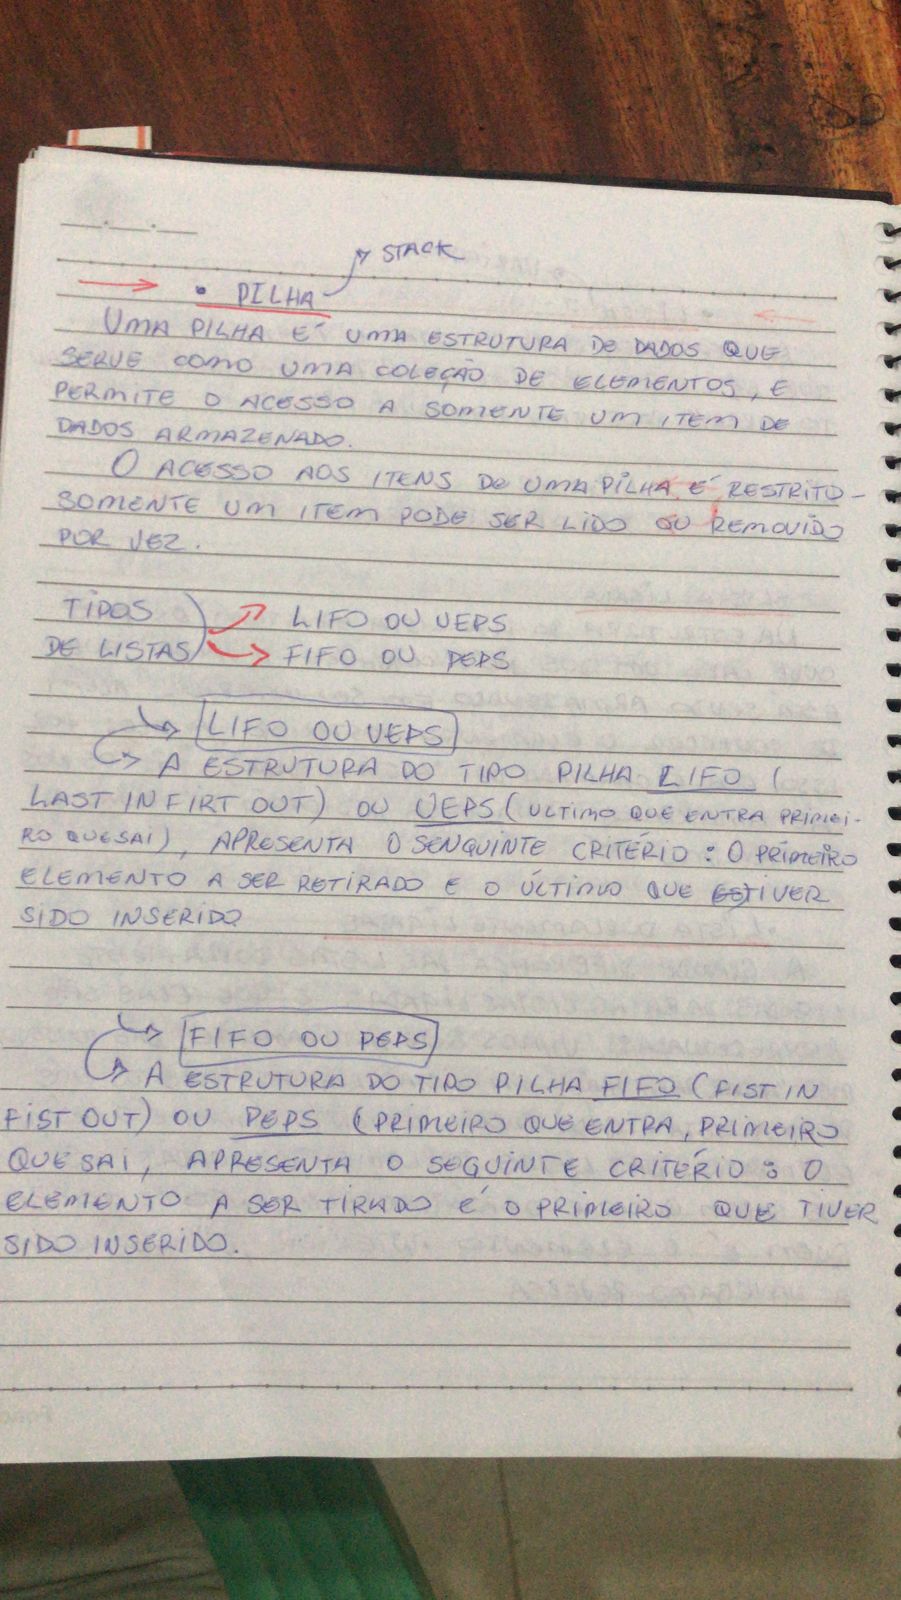 STACK
• PILHA
UMA PILHA É UMA ESTRUTURA DE DADOS QUE
SERVE COMO UMA COLEÇÃO DE ELEMENTOS, E
PERMITE O ACESSO A SOMENTE UM ITEM DE
DADOS ARMAZENADO.
O ACESSO AOS ITENS DE UMA PILHA É RESTRITO -
SOMENTE UM ITEM PODE SER LIDO OU REMOVIDO
POR VEZ.
TIPOS
DE LISTAS
LIFO OU UEPS
FIFO OU PEPS
LIFO OU UEPS
A ESTRUTURA DO TIPO PILHA LIFO (
LAST IN FIRT OUT) OU UEPS (ULTIMO QUE ENTRA PRIMEI-
RO QUE SAI), APRESENTA O SENQUINTE CRITÉRIO: O PRIMEIRO
ELEMENTO A SER RETIRADO E O ÚLTIMO QUE TIVER
SIDO INSERIDO
FIFO OU PEPS
A ESTRUTURA DO TIPO PILHA FIFO (FIST IN
FIST OUT) OU PEPS (PRIMEIRO QUE ENTRA, PRIMEIRO
QUE SAI, APRESENTA O SEGUINTE CRITÉRIO: O
ELEMENTO A SER TIRADO É O PRIMEIRO QUE TIVER
SIDO INSERIDO.